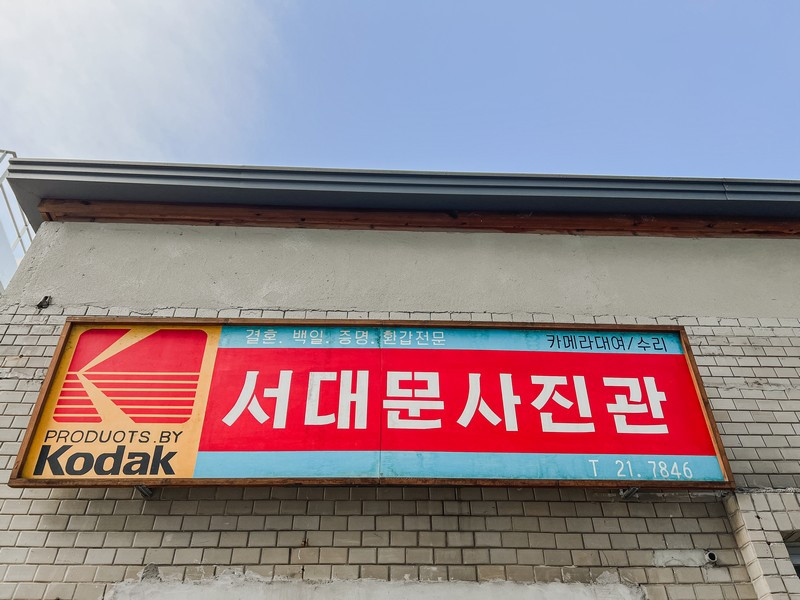 결혼. 백일. 증명. 환갑전문
카메라대여/수리
서대문사진관
PRODUOTS.BY
Kodak
T 21.7846